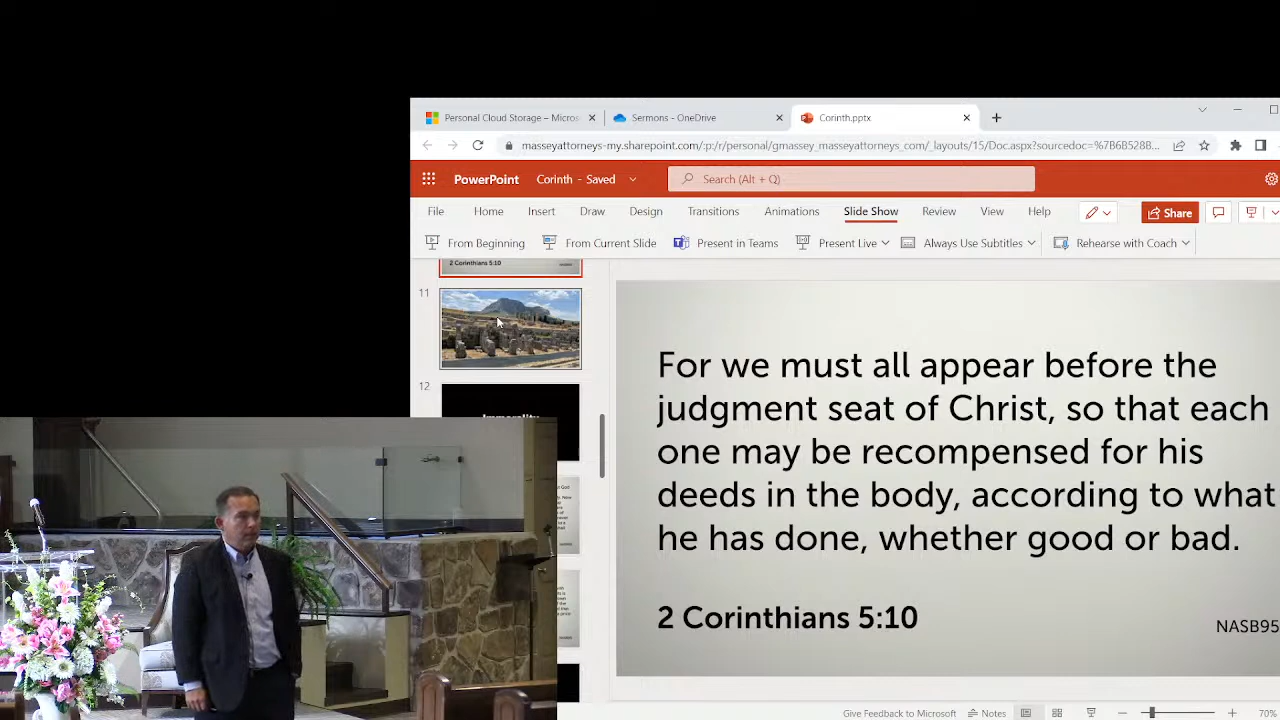 Personal Cloud Storage – Micros
Sermons - OneDrive
Corinth.pptx
masseyattorneys-my.sharepoint.com/:p:/r/personal/gmassey_masseyattorneys_com/_layouts/15/Doc.aspx?sourcedoc=%7B6B5288...
PowerPoint
Corinth - Saved
Search (Alt + Q)
File Home Insert Draw Design Transitions Animations Slide Show Review View Help
Share
From Beginning From Current Slide Present in Teams Present Live Always Use Subtitles Rehearse with Coach
2 Corinthians 5:10
11
12
Immorality
For we must all appear before the
judgment seat of Christ, so that each
one may be recompensed for his
deeds in the body, according to what
he has done, whether good or bad.
2 Corinthians 5:10
NASB95
Give Feedback to Microsoft Notes 70%